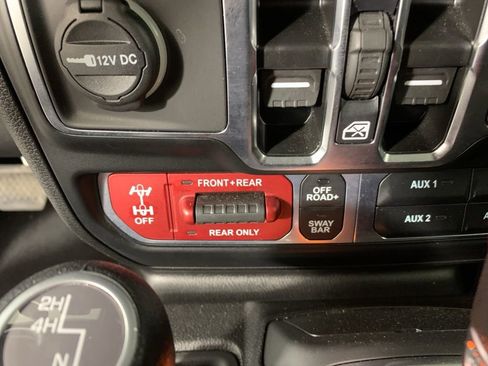 12V DC
FRONT+REAR
OFF
REAR ONLY
OFF
ROAD+
SWAY
BAR
AUX 1
AUX 2
2H
4H
N